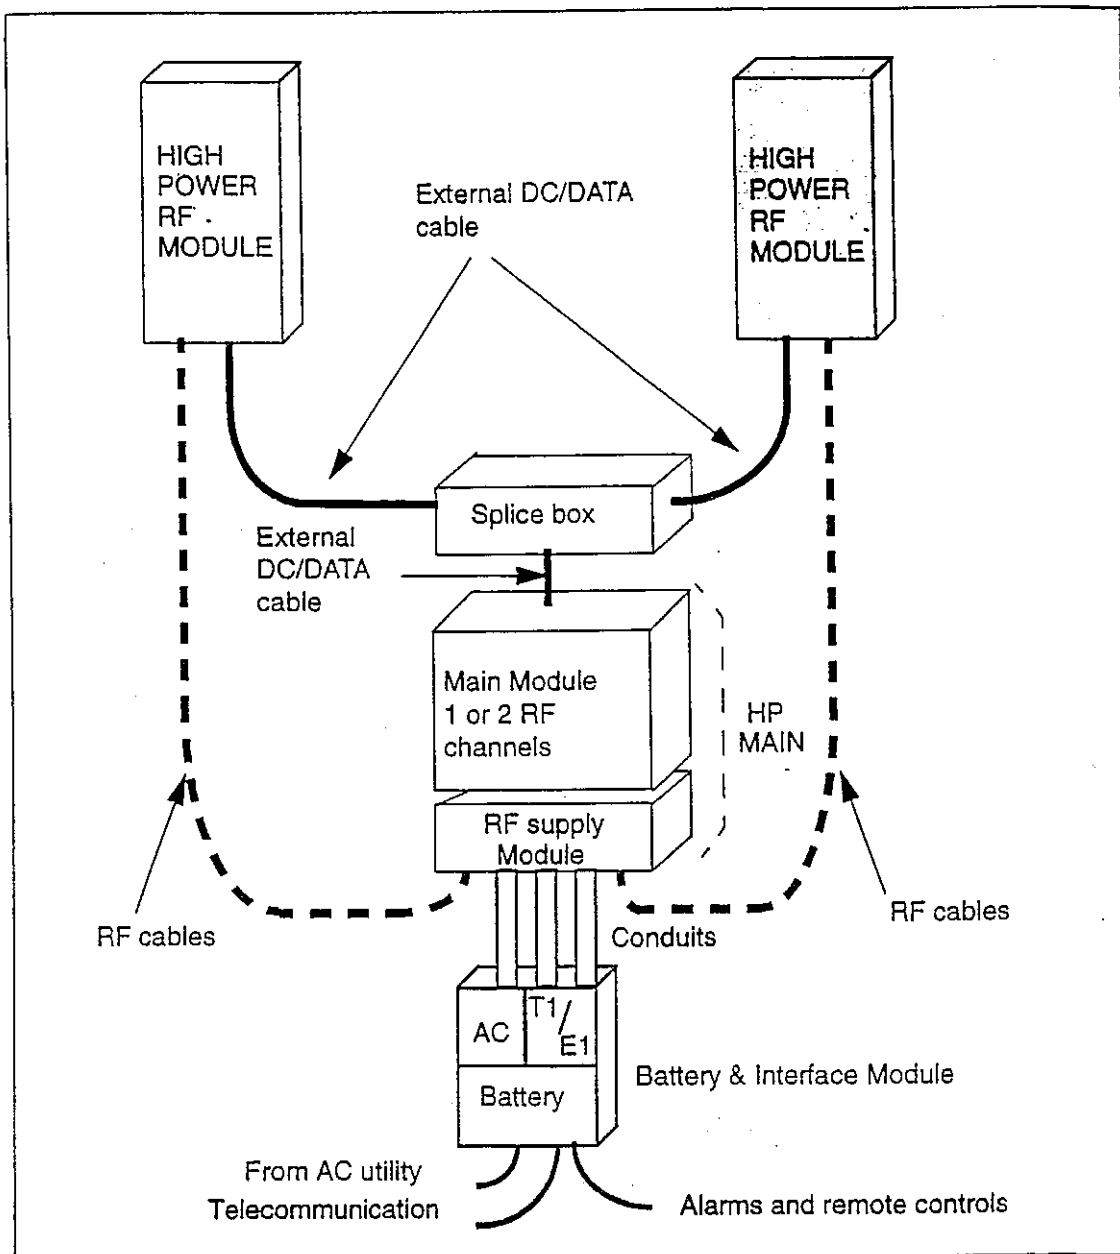 HIGH
POWER
RF
MODULE
External DC/DATA
cable
HIGH
POWER
RF
MODULE
Splice box
External
DC/DATA
cable
Main Module
1 or 2 RF
channels
HP
MAIN
RF supply
Module
RF cables
RF cables
Conduits
AC
T1/
E1
Battery
Battery & Interface Module
From AC utility
Telecommunication
Alarms and remote controls